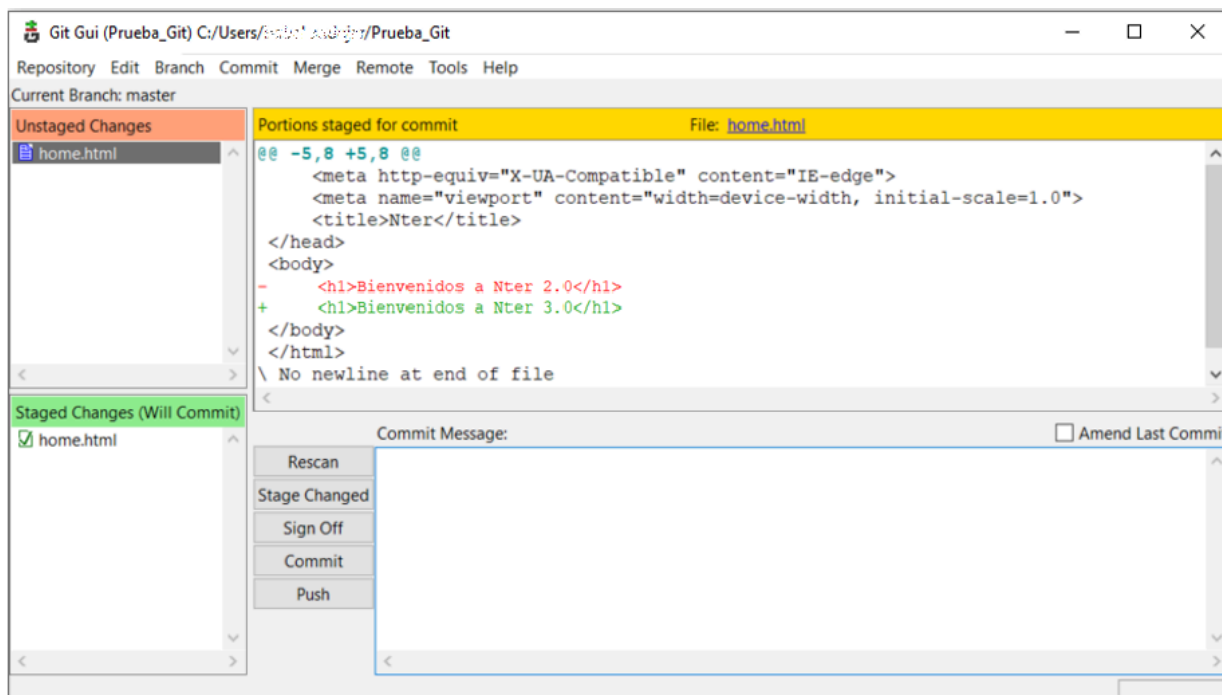 Git Gui (Prueba_Git) C:/Users/ /Prueba_Git
Repository Edit Branch Commit Merge Remote Tools Help
Current Branch: master
Unstaged Changes
home.html
Portions staged for commit File: home.html
@@ -5,8 +5,8 @@
<meta http-equiv="X-UA-Compatible" content="IE-edge">
<meta name="viewport" content="width=device-width, initial-scale=1.0">
<title>Nter</title>
</head>
<body>
- <h1>Bienvenidos a Nter 2.0</h1>
+ <h1>Bienvenidos a Nter 3.0</h1>
</body>
</html>
\ No newline at end of file
Staged Changes (Will Commit)
home.html
Commit Message:
Amend Last Commi
Rescan
Stage Changed
Sign Off
Commit
Push